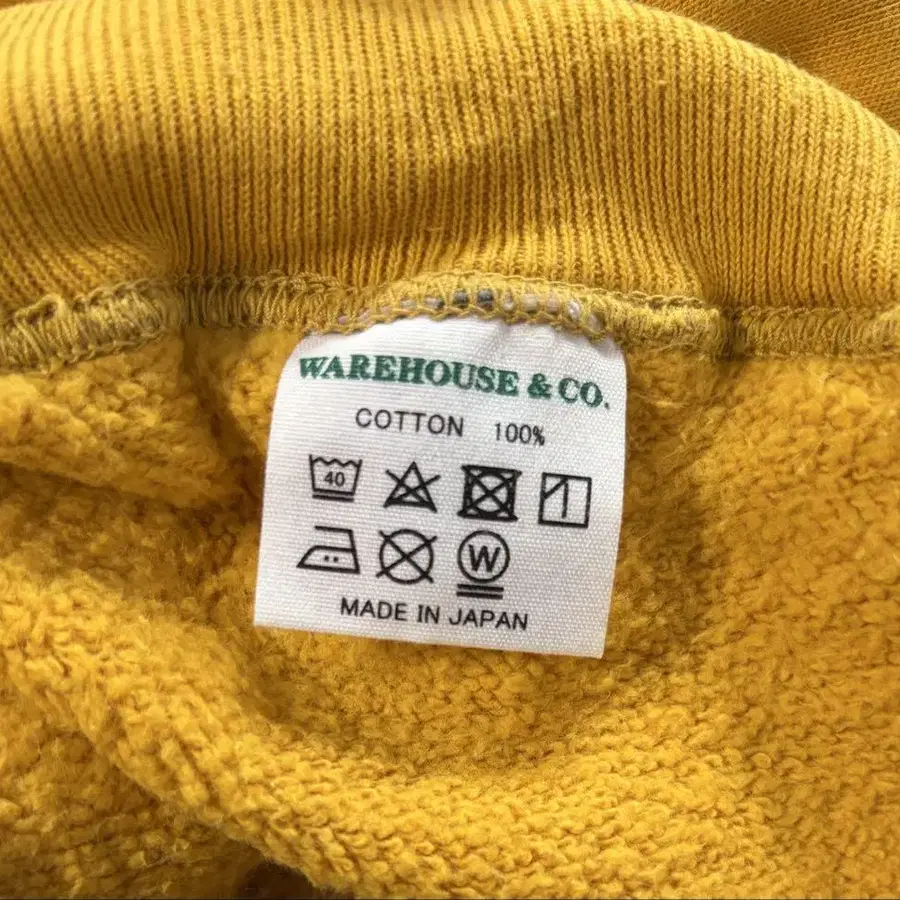 WAREHOUSE & CO.
COTTON 100%
40
W
MADE IN JAPAN